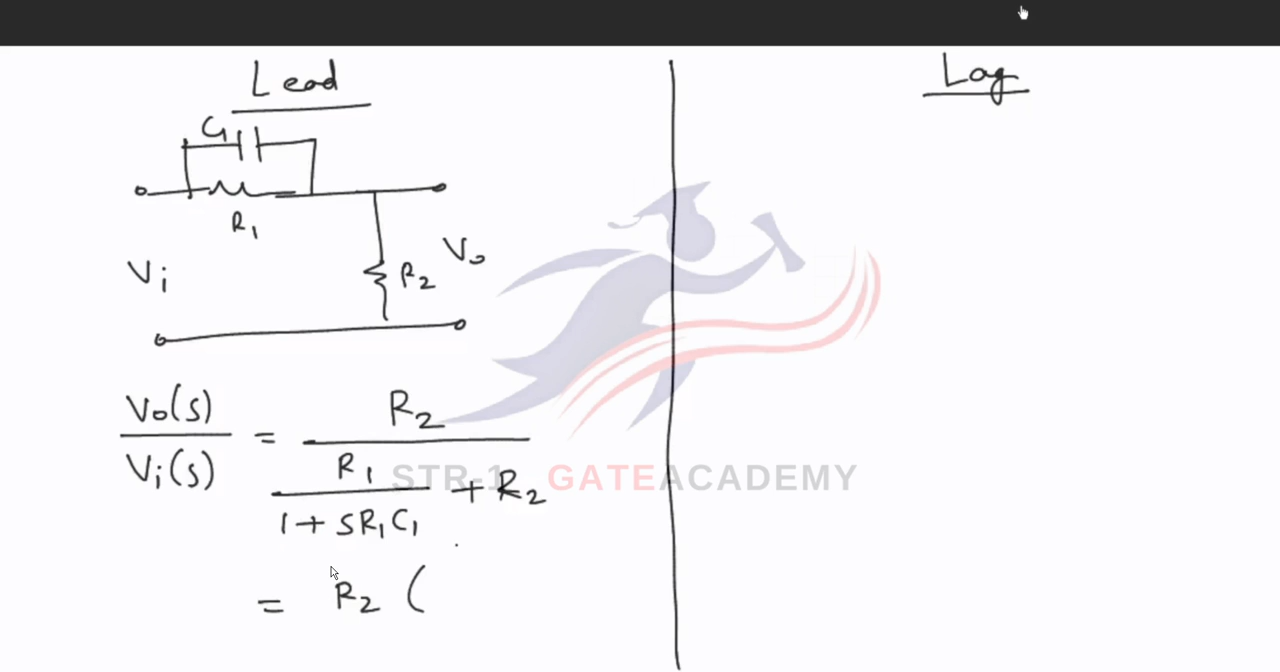 Lead
Lag
C1
R1
Vi
R2
Vo
Vo(s)/Vi(s) = R2 / (R1/(1 + SR1C1) + R2)
STR-1 GATEACADEMY
= R2 (